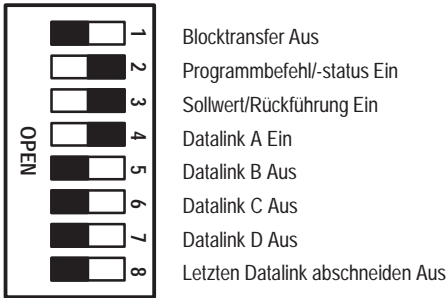 OPEN
1 Blocktransfer Aus
2 Programmbefehl/-status Ein
3 Sollwert/Rückführung Ein
4 Datalink A Ein
5 Datalink B Aus
6 Datalink C Aus
7 Datalink D Aus
8 Letzten Datalink abschneiden Aus